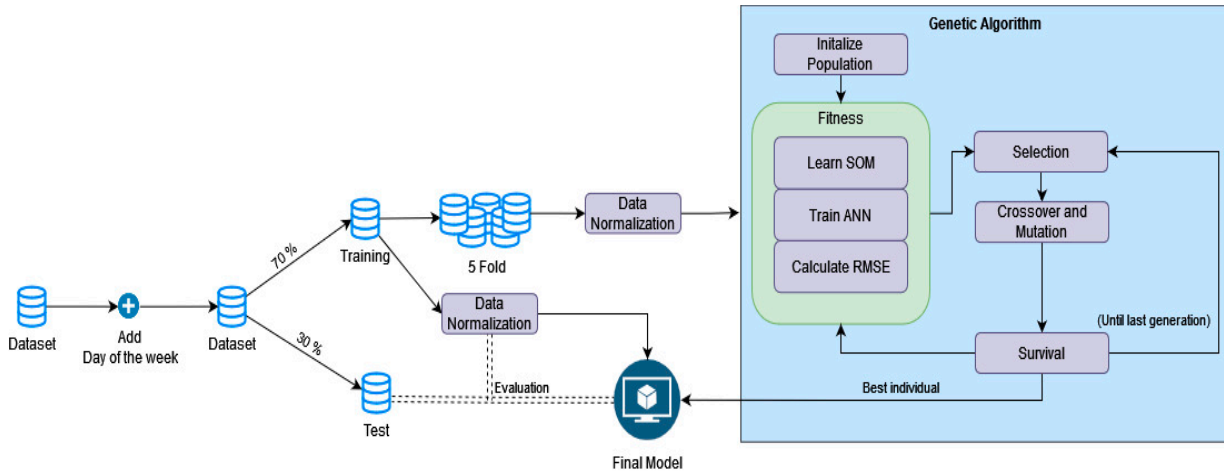 Genetic Algorithm
Initalize
Population
Fitness
Learn SOM
Train ANN
Calculate RMSE
Selection
Crossover and
Mutation
Survival
(Until last generation)
Best individual
Data
Normalization
5 Fold
Training
70 %
30 %
Dataset
Add
Day of the week
Dataset
Data
Normalization
Evaluation
Test
Final Model